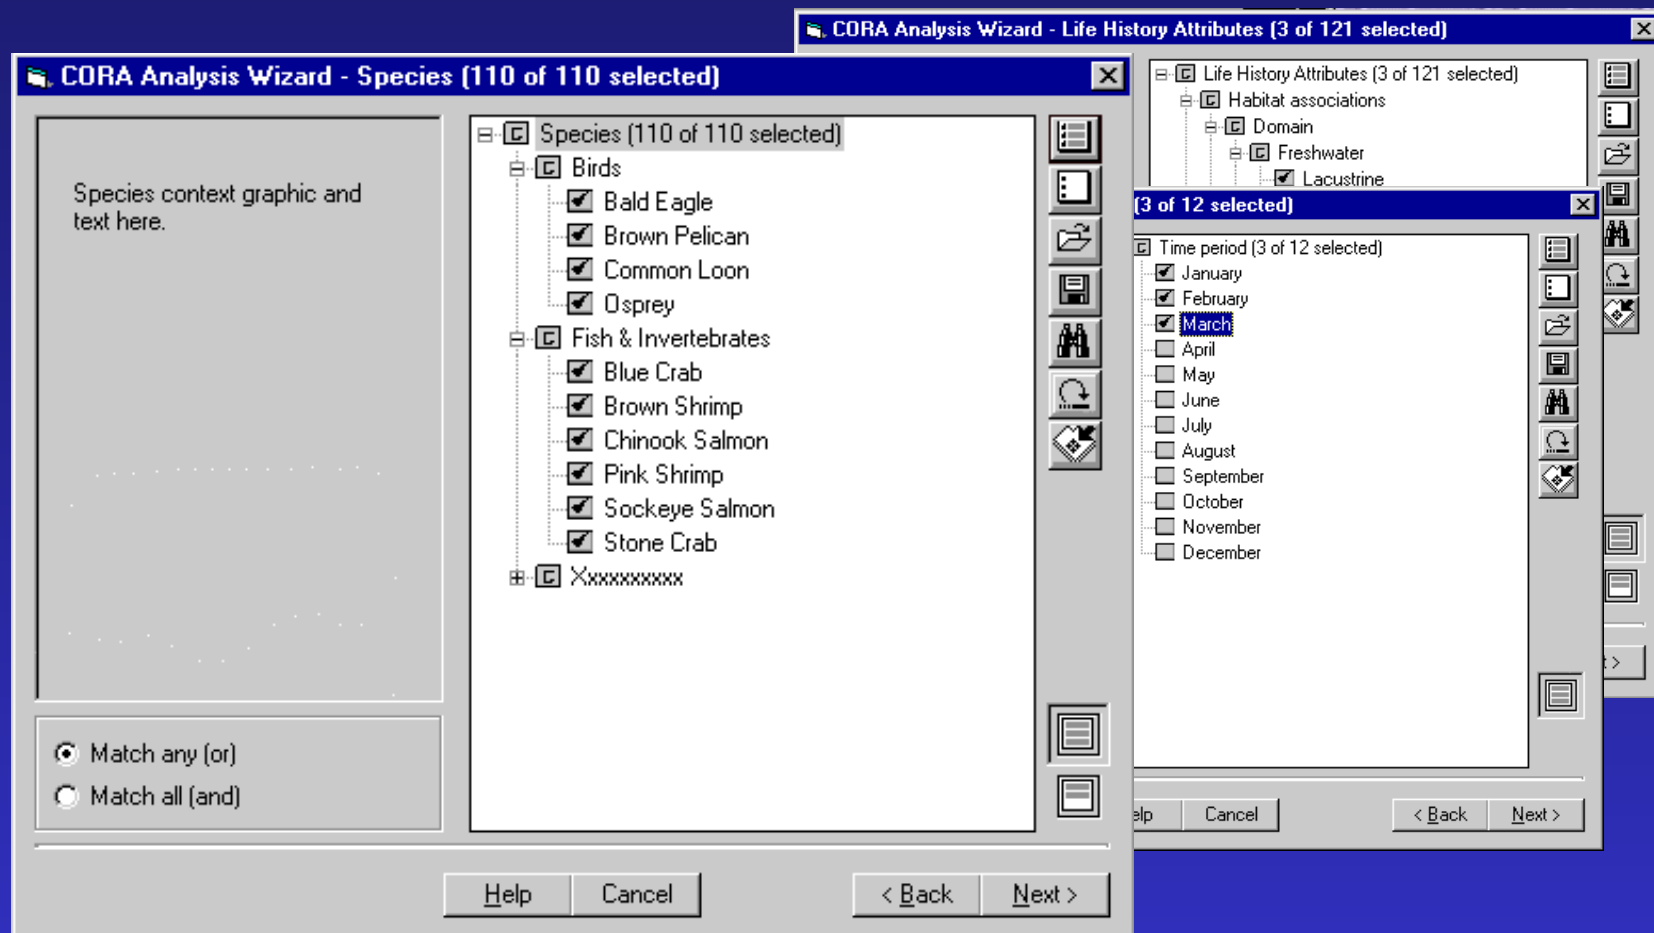 CORA Analysis Wizard - Life History Attributes (3 of 121 selected)
Life History Attributes (3 of 121 selected)
Habitat associations
Domain
Freshwater
Lacustrine
CORA Analysis Wizard - Species (110 of 110 selected)
Species context graphic and
text here.
Species (110 of 110 selected)
Birds
Bald Eagle
Brown Pelican
Common Loon
Osprey
Fish & Invertebrates
Blue Crab
Brown Shrimp
Chinook Salmon
Pink Shrimp
Sockeye Salmon
Stone Crab
Xxxxxxxxxx
Match any (or)
Match all (and)
Help
Cancel
< Back
Next >
(3 of 12 selected)
Time period (3 of 12 selected)
January
February
March
April
May
June
July
August
September
October
November
December
elp
Cancel
< Back
Next >